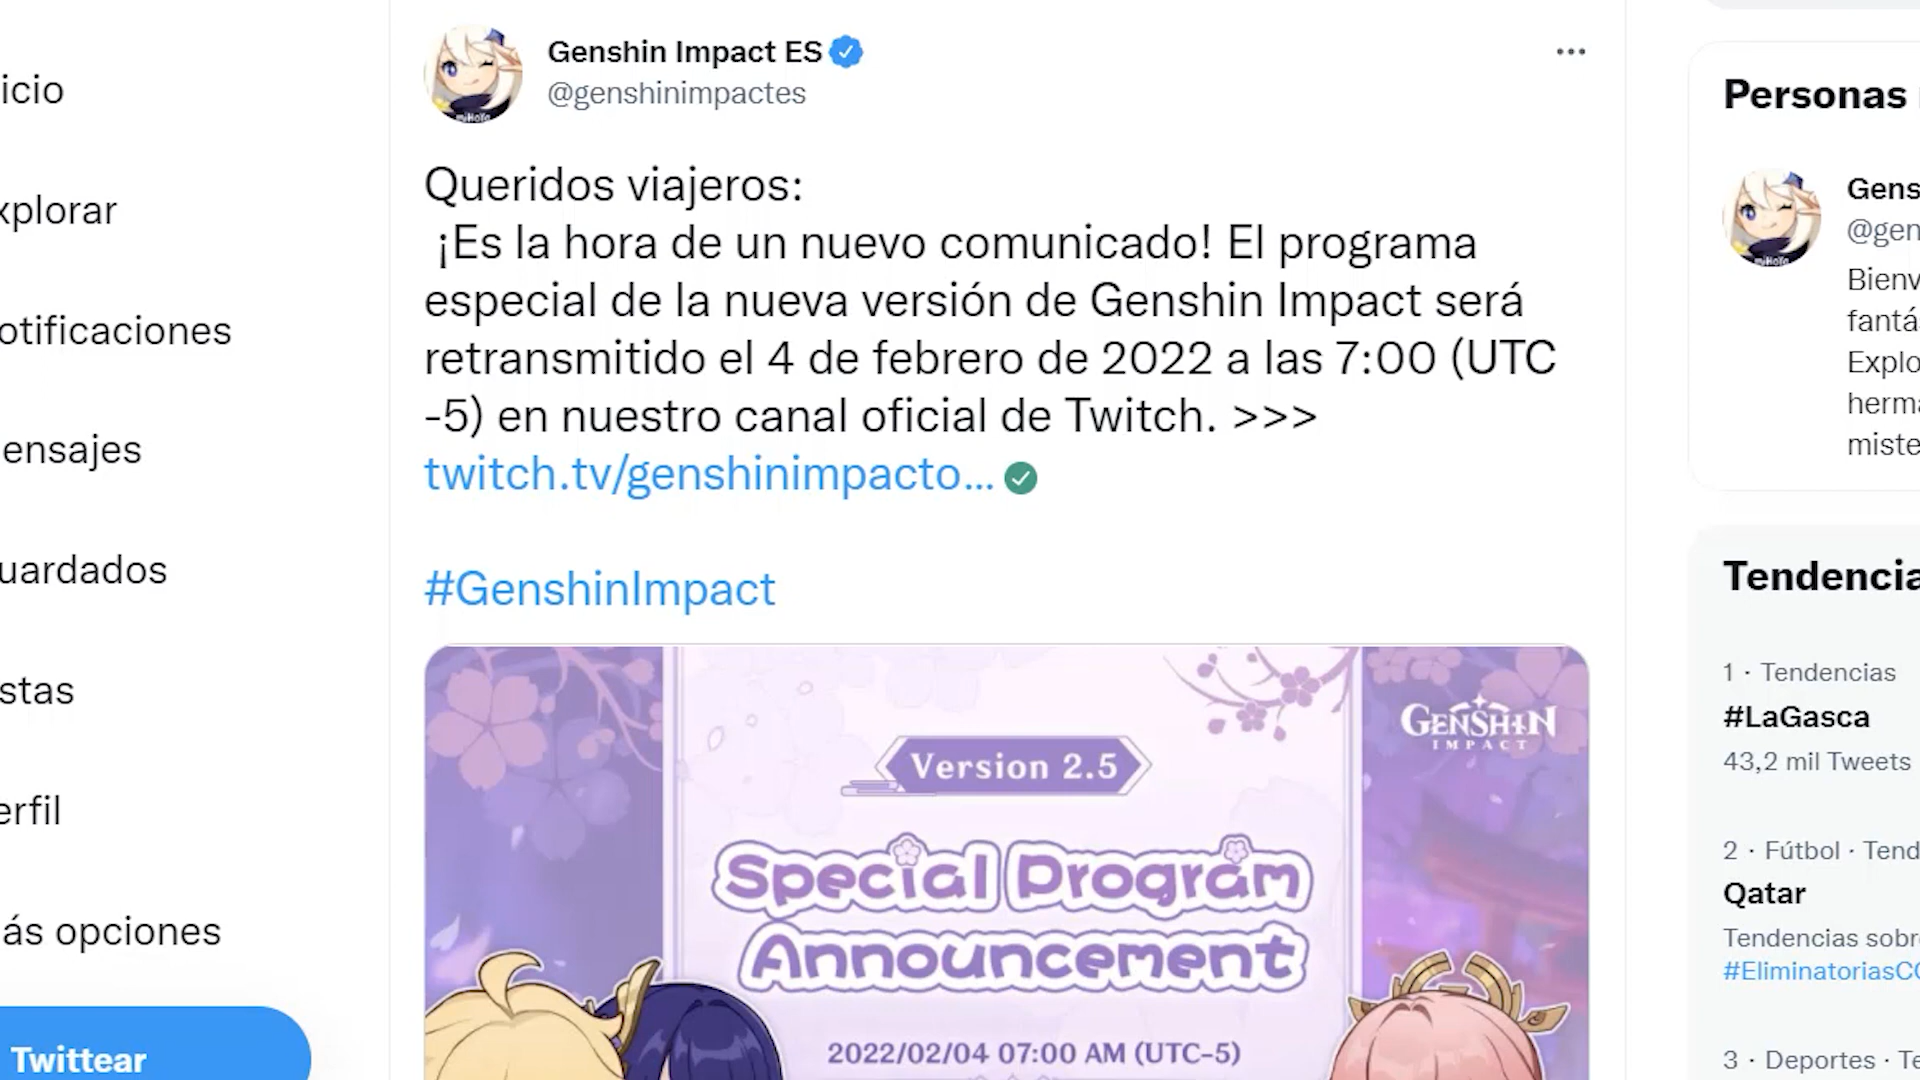 icio
xplorar
otificaciones
ensajes
uardados
stas
erfil
ás opciones
Twittear
Genshin Impact ES
@genshinimpactes
miHoYo
Queridos viajeros:
¡Es la hora de un nuevo comunicado! El programa
especial de la nueva versión de Genshin Impact será
retransmitido el 4 de febrero de 2022 a las 7:00 (UTC
-5) en nuestro canal oficial de Twitch. >>>
twitch.tv/genshinimpacto...
#GenshinImpact
GENSHIN
IMPACT
Version 2.5
Special Program
Announcement
2022/02/04 07:00 AM (UTC-5)
Personas
Gens
@gen
miHoYo
Bienv
fantás
Explo
herma
miste
Tendencia
1 · Tendencias
#LaGasca
43,2 mil Tweets
2 · Fútbol · Tend
Qatar
Tendencias sobre
#EliminatoriasCO
3 · Deportes · Te